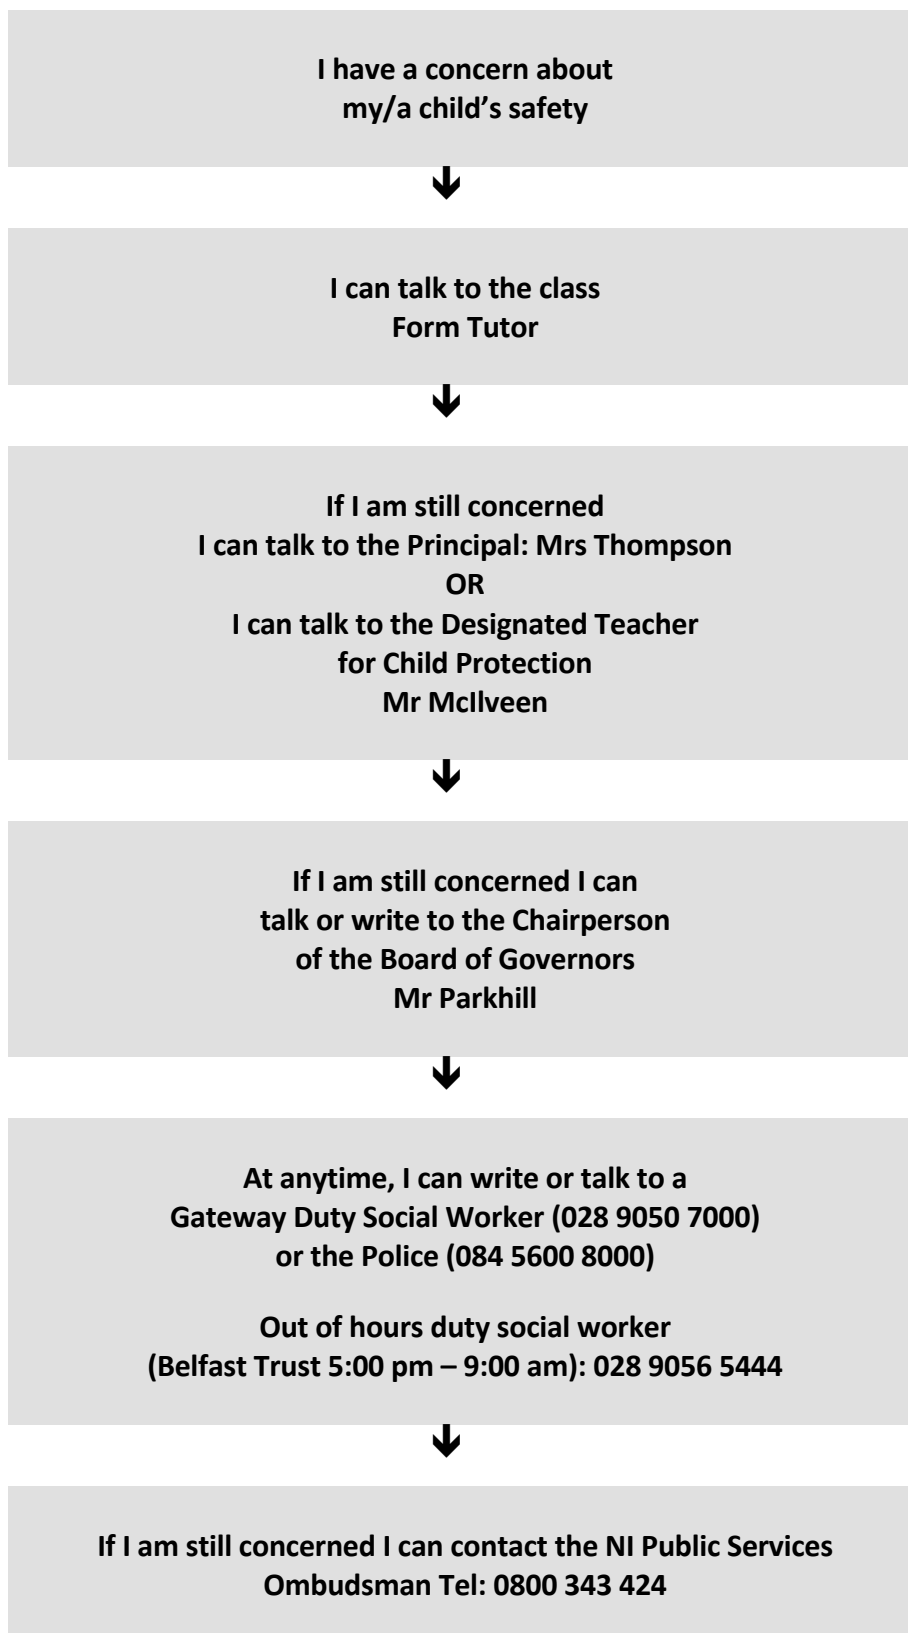 I have a concern about
my/a child’s safety
I can talk to the class
Form Tutor
If I am still concerned
I can talk to the Principal: Mrs Thompson
OR
I can talk to the Designated Teacher
for Child Protection
Mr McIlveen
If I am still concerned I can
talk or write to the Chairperson
of the Board of Governors
Mr Parkhill
At anytime, I can write or talk to a
Gateway Duty Social Worker (028 9050 7000)
or the Police (084 5600 8000)
Out of hours duty social worker
(Belfast Trust 5:00 pm – 9:00 am): 028 9056 5444
If I am still concerned I can contact the NI Public Services
Ombudsman Tel: 0800 343 424